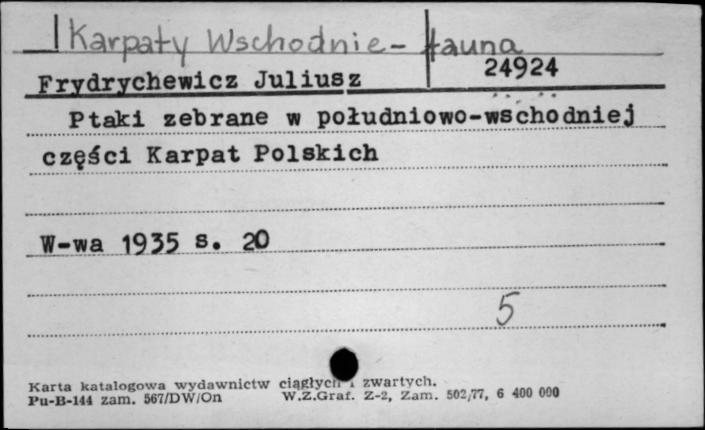 Karpaty Wschodnie - fauna
Frydrychewicz Juliusz 24924
Ptaki zebrane w południowo-wschodniej
części Karpat Polskich
W-wa 1935 s. 20
5
Karta katalogowa wydawnictw ciągłych i zwartych.
Pu-B-144 zam. 567/DW/On W.Z.Graf. Z-2, Zam. 502/77, 6 400 000